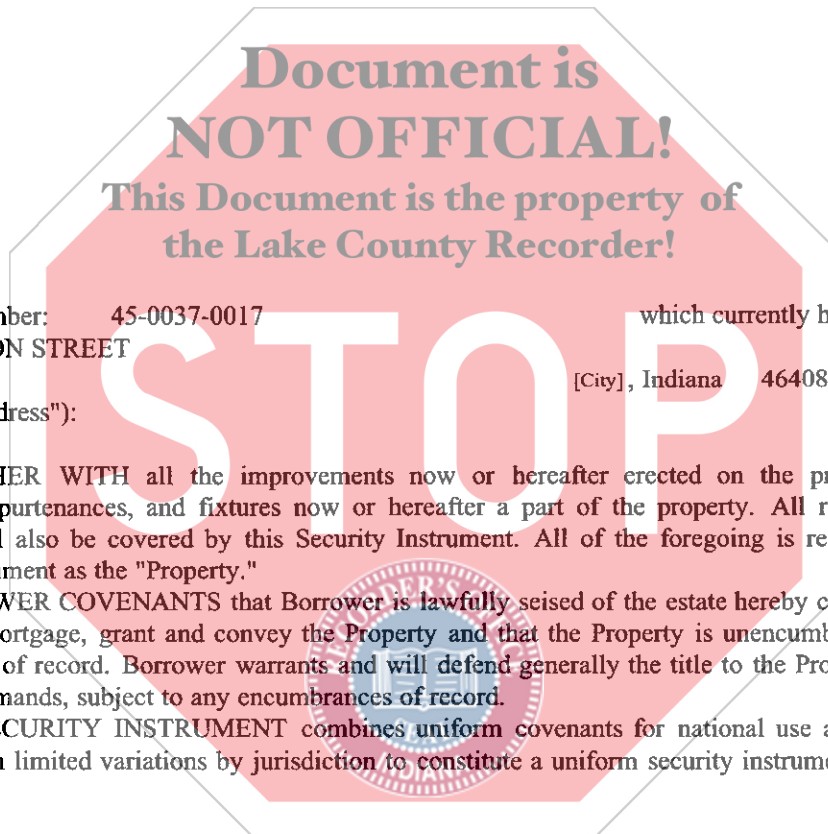 Document is
NOT OFFICIAL!
This Document is the property of
the Lake County Recorder!
STOP
nber: 45-0037-0017 which currently h
ON STREET
[City], Indiana 46408
dress"):
HER WITH all the improvements now or hereafter erected on the pr
purtenances, and fixtures now or hereafter a part of the property. All r
l also be covered by this Security Instrument. All of the foregoing is re
ment as the "Property."
WER COVENANTS that Borrower is lawfully seised of the estate hereby c
ortgage, grant and convey the Property and that the Property is unencumb
of record. Borrower warrants and will defend generally the title to the Pro
mands, subject to any encumbrances of record.
CURITY INSTRUMENT combines uniform covenants for national use a
limited variations by jurisdiction to constitute a uniform security instrume
RECORDER'S OFFICE
INDIANA